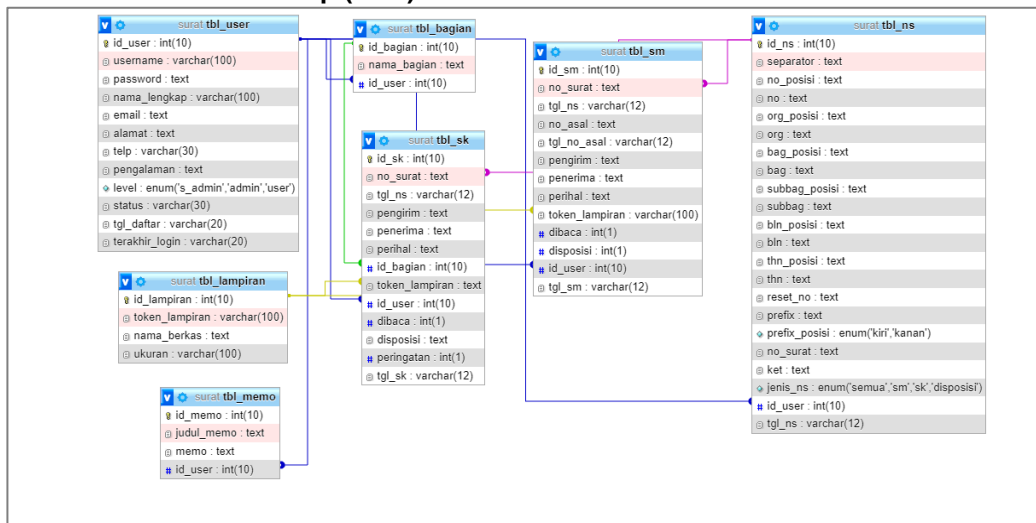 surat tbl_user
id_user : int(10)
username : varchar(100)
password : text
nama_lengkap : varchar(100)
email : text
alamat : text
telp : varchar(30)
pengalaman : text
level : enum('s_admin','admin','user')
status : varchar(30)
tgl_daftar : varchar(20)
terakhir_login : varchar(20)
surat tbl_bagian
id_bagian : int(10)
nama_bagian : text
# id_user : int(10)
surat tbl_sm
id_sm : int(10)
no_surat : text
tgl_ns : varchar(12)
no_asal : text
tgl_no_asal : varchar(12)
pengirim : text
penerima : text
perihal : text
token_lampiran : varchar(100)
# dibaca : int(1)
# disposisi : int(1)
# id_user : int(10)
tgl_sm : varchar(12)
surat tbl_ns
id_ns : int(10)
separator : text
no_posisi : text
no : text
org_posisi : text
org : text
bag_posisi : text
bag : text
subbag_posisi : text
subbag : text
bln_posisi : text
bln : text
thn_posisi : text
thn : text
reset_no : text
prefix : text
prefix_posisi : enum('kiri','kanan')
no_surat : text
ket : text
jenis_ns : enum('semua','sm','sk','disposisi')
# id_user : int(10)
tgl_ns : varchar(12)
surat tbl_sk
id_sk : int(10)
no_surat : text
tgl_ns : varchar(12)
pengirim : text
penerima : text
perihal : text
# id_bagian : int(10)
token_lampiran : text
# id_user : int(10)
# dibaca : int(1)
disposisi : text
# peringatan : int(1)
tgl_sk : varchar(12)
surat tbl_lampiran
id_lampiran : int(10)
token_lampiran : varchar(100)
nama_berkas : text
ukuran : varchar(100)
surat tbl_memo
id_memo : int(10)
judul_memo : text
memo : text
# id_user : int(10)